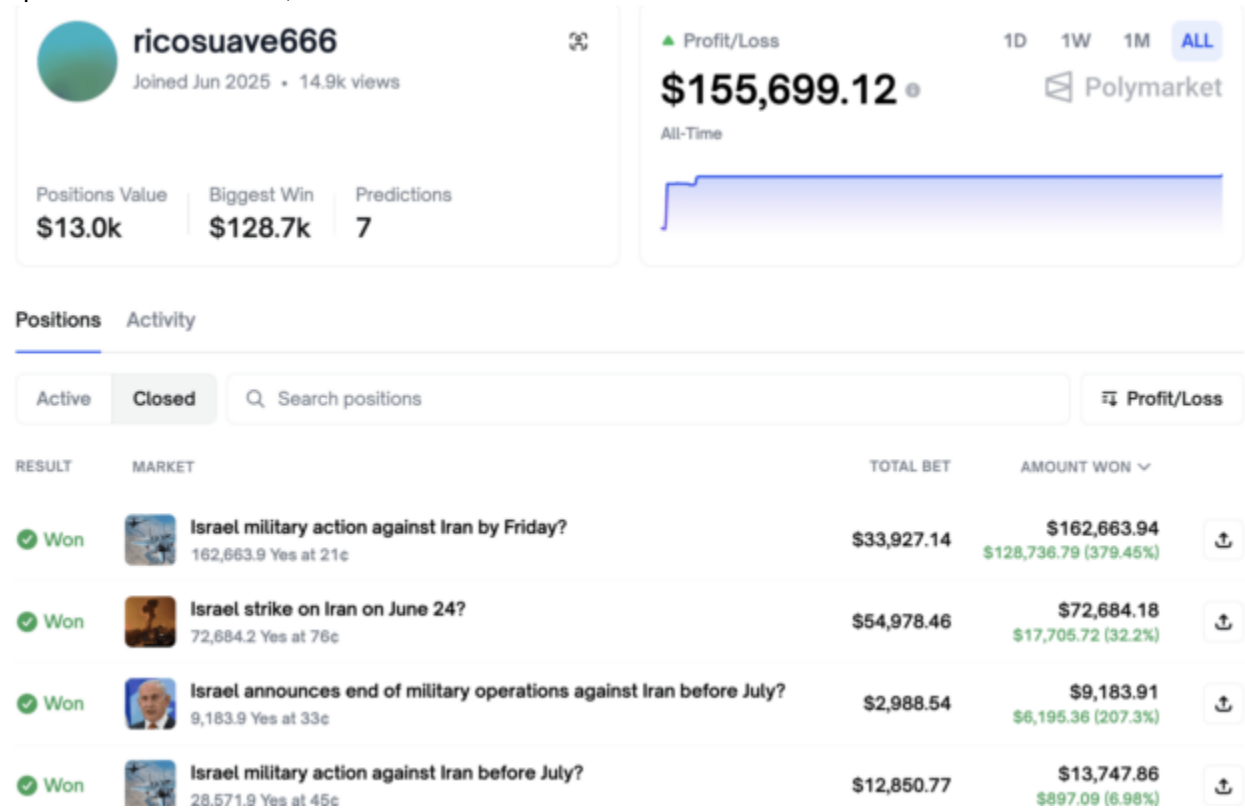 ricosuave666
Joined Jun 2025 • 14.9k views
Positions Value Biggest Win Predictions
$13.0k $128.7k 7
Profit/Loss 1D 1W 1M ALL
$155,699.12 Polymarket
All-Time
Positions Activity
Active Closed Search positions Profit/Loss
RESULT MARKET TOTAL BET AMOUNT WON
Won Israel military action against Iran by Friday? $33,927.14 $162,663.94
162,663.9 Yes at 21¢ $128,736.79 (379.45%)
Won Israel strike on Iran on June 24? $54,978.46 $72,684.18
72,684.2 Yes at 76¢ $17,705.72 (32.2%)
Won Israel announces end of military operations against Iran before July? $2,988.54 $9,183.91
9,183.9 Yes at 33¢ $6,195.36 (207.3%)
Won Israel military action against Iran before July? $12,850.77 $13,747.86
28,571.9 Yes at 45¢ $897.09 (6.98%)